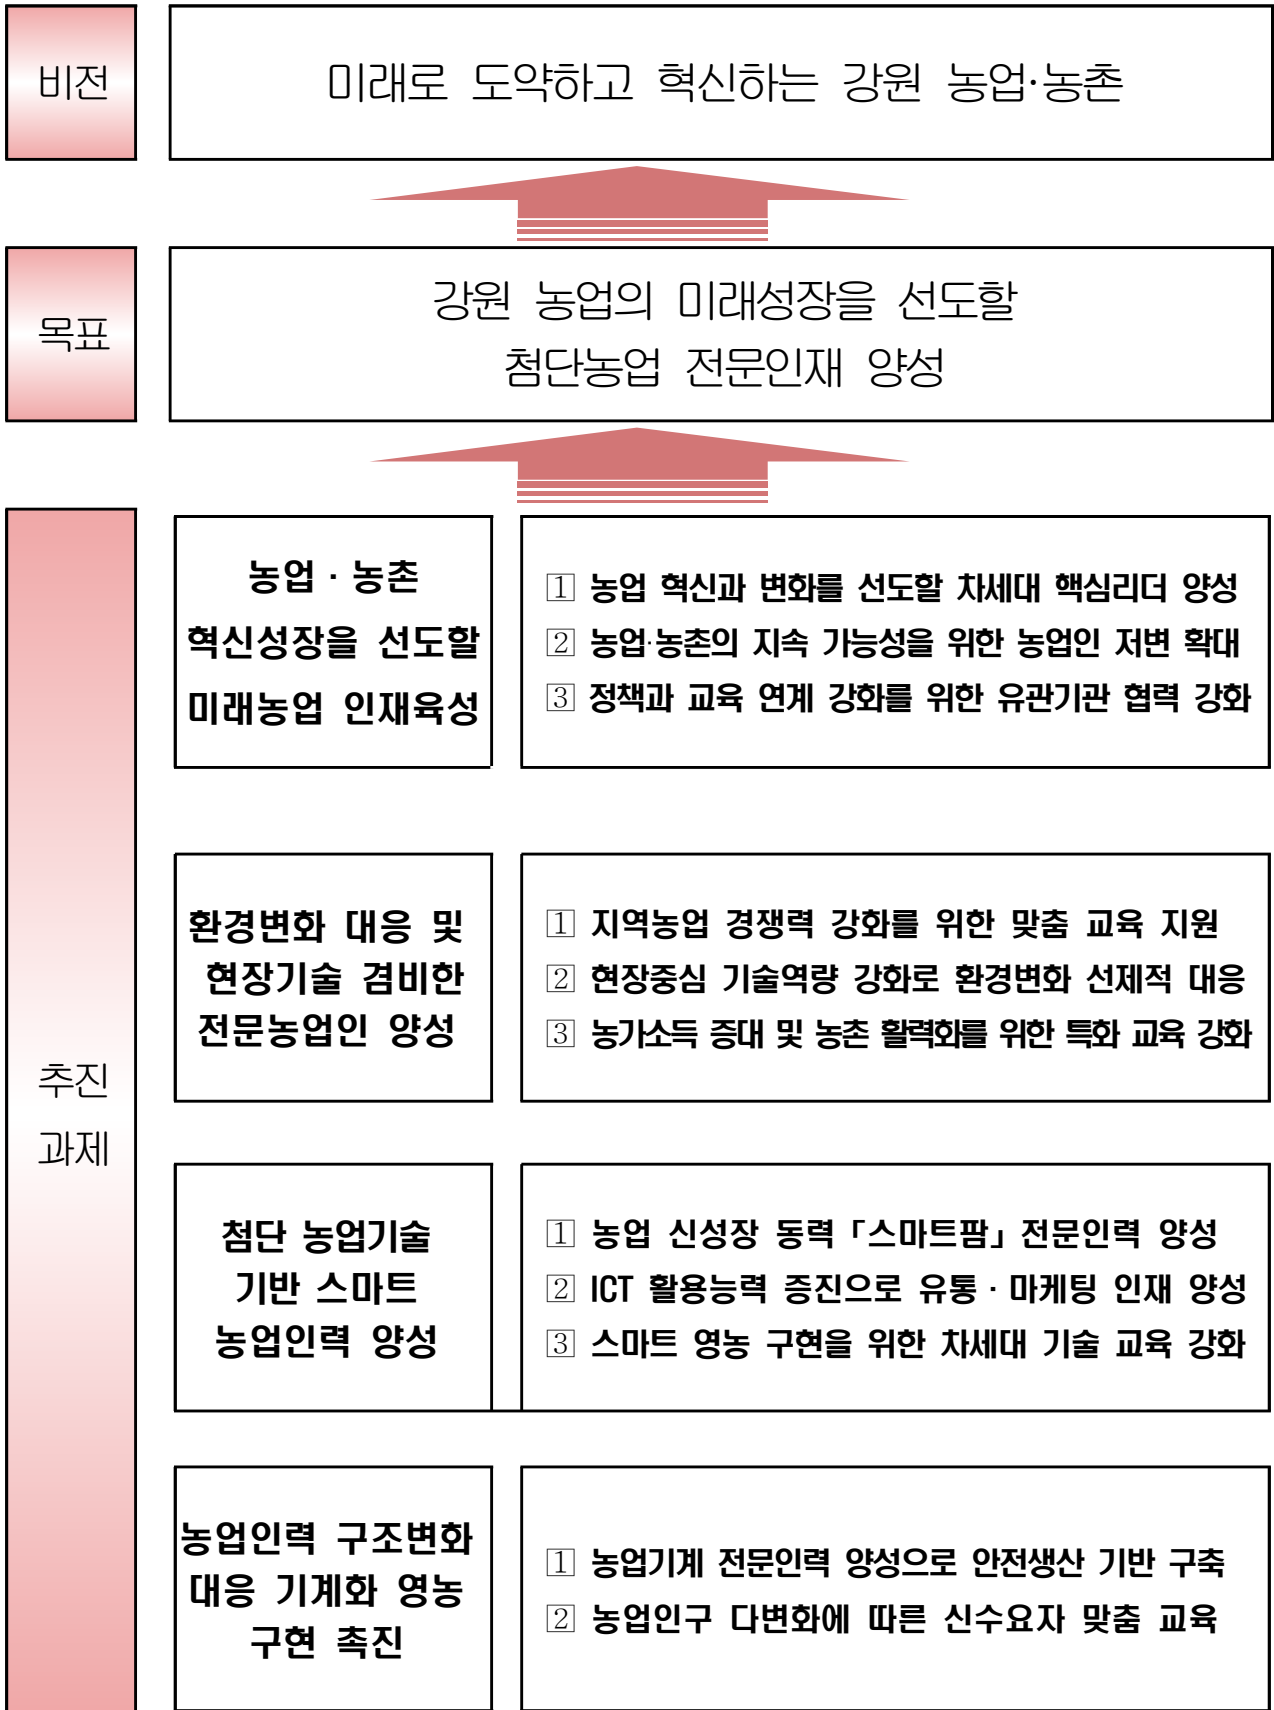 비전
미래로 도약하고 혁신하는 강원 농업·농촌
목표
강원 농업의 미래성장을 선도할
첨단농업 전문인재 양성
추진
과제
농업 · 농촌
혁신성장을 선도할
미래농업 인재육성
1 농업 혁신과 변화를 선도할 차세대 핵심리더 양성
2 농업·농촌의 지속 가능성을 위한 농업인 저변 확대
3 정책과 교육 연계 강화를 위한 유관기관 협력 강화
환경변화 대응 및
현장기술 겸비한
전문농업인 양성
1 지역농업 경쟁력 강화를 위한 맞춤 교육 지원
2 현장중심 기술역량 강화로 환경변화 선제적 대응
3 농가소득 증대 및 농촌 활력화를 위한 특화 교육 강화
첨단 농업기술
기반 스마트
농업인력 양성
1 농업 신성장 동력「스마트팜」전문인력 양성
2 ICT 활용능력 증진으로 유통 · 마케팅 인재 양성
3 스마트 영농 구현을 위한 차세대 기술 교육 강화
농업인력 구조변화
대응 기계화 영농
구현 촉진
1 농업기계 전문인력 양성으로 안전생산 기반 구축
2 농업인구 다변화에 따른 신수요자 맞춤 교육